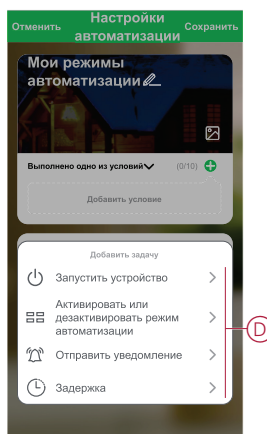 Отменить
Настройки
автоматизации
Сохранить
Мои режимы
автоматизации
Выполнено одно из условий
(0/10)
Добавить условие
Добавить задачу
Запустить устройство
Активировать или
дезактивировать режим
автоматизации
Отправить уведомление
Задержка
D